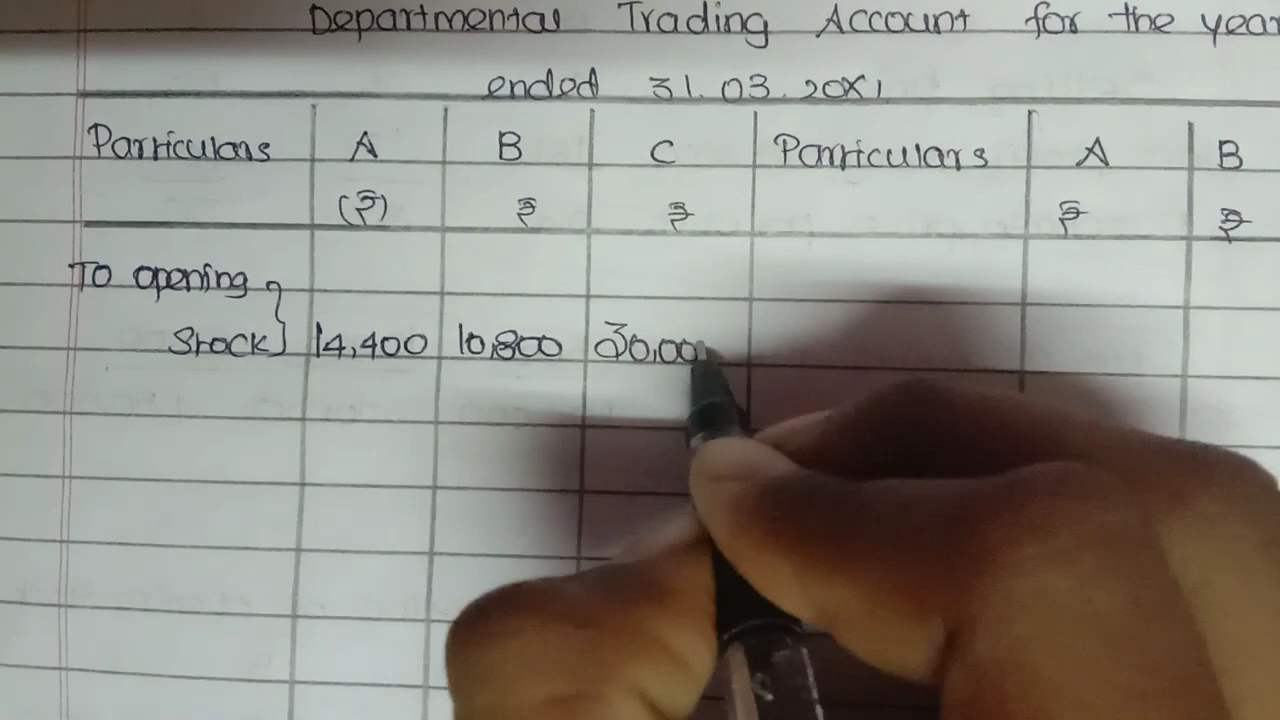 Departmental Trading Account for the year
ended 31.03.20X1
Particulars A B C Particulars A B
(₹) ₹ ₹ ₹ ₹
To opening
Stock} 14,400 10,800 30,00